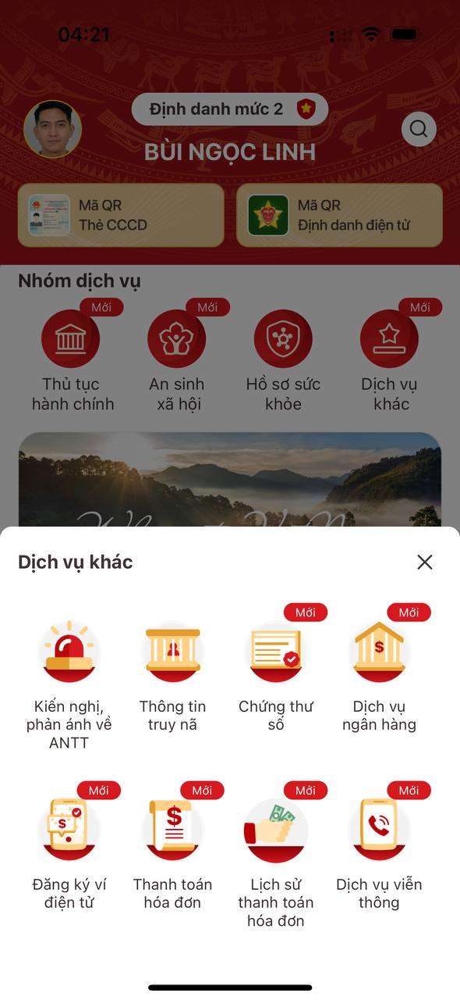 04:21
Định danh mức 2
BÙI NGỌC LINH
Mã QR
Thẻ CCCD
Mã QR
Định danh điện tử
Nhóm dịch vụ
Mới
Mới
Mới
Thủ tục
hành chính
An sinh
xã hội
Hồ sơ sức
khỏe
Dịch vụ
khác
Dịch vụ khác
Mới
Mới
Kiến nghị,
phản ánh về
ANTT
Thông tin
truy nã
Chứng thư
số
Dịch vụ
ngân hàng
Mới
Mới
Mới
Mới
Đăng ký ví
điện tử
Thanh toán
hóa đơn
Lịch sử
thanh toán
hóa đơn
Dịch vụ viễn
thông